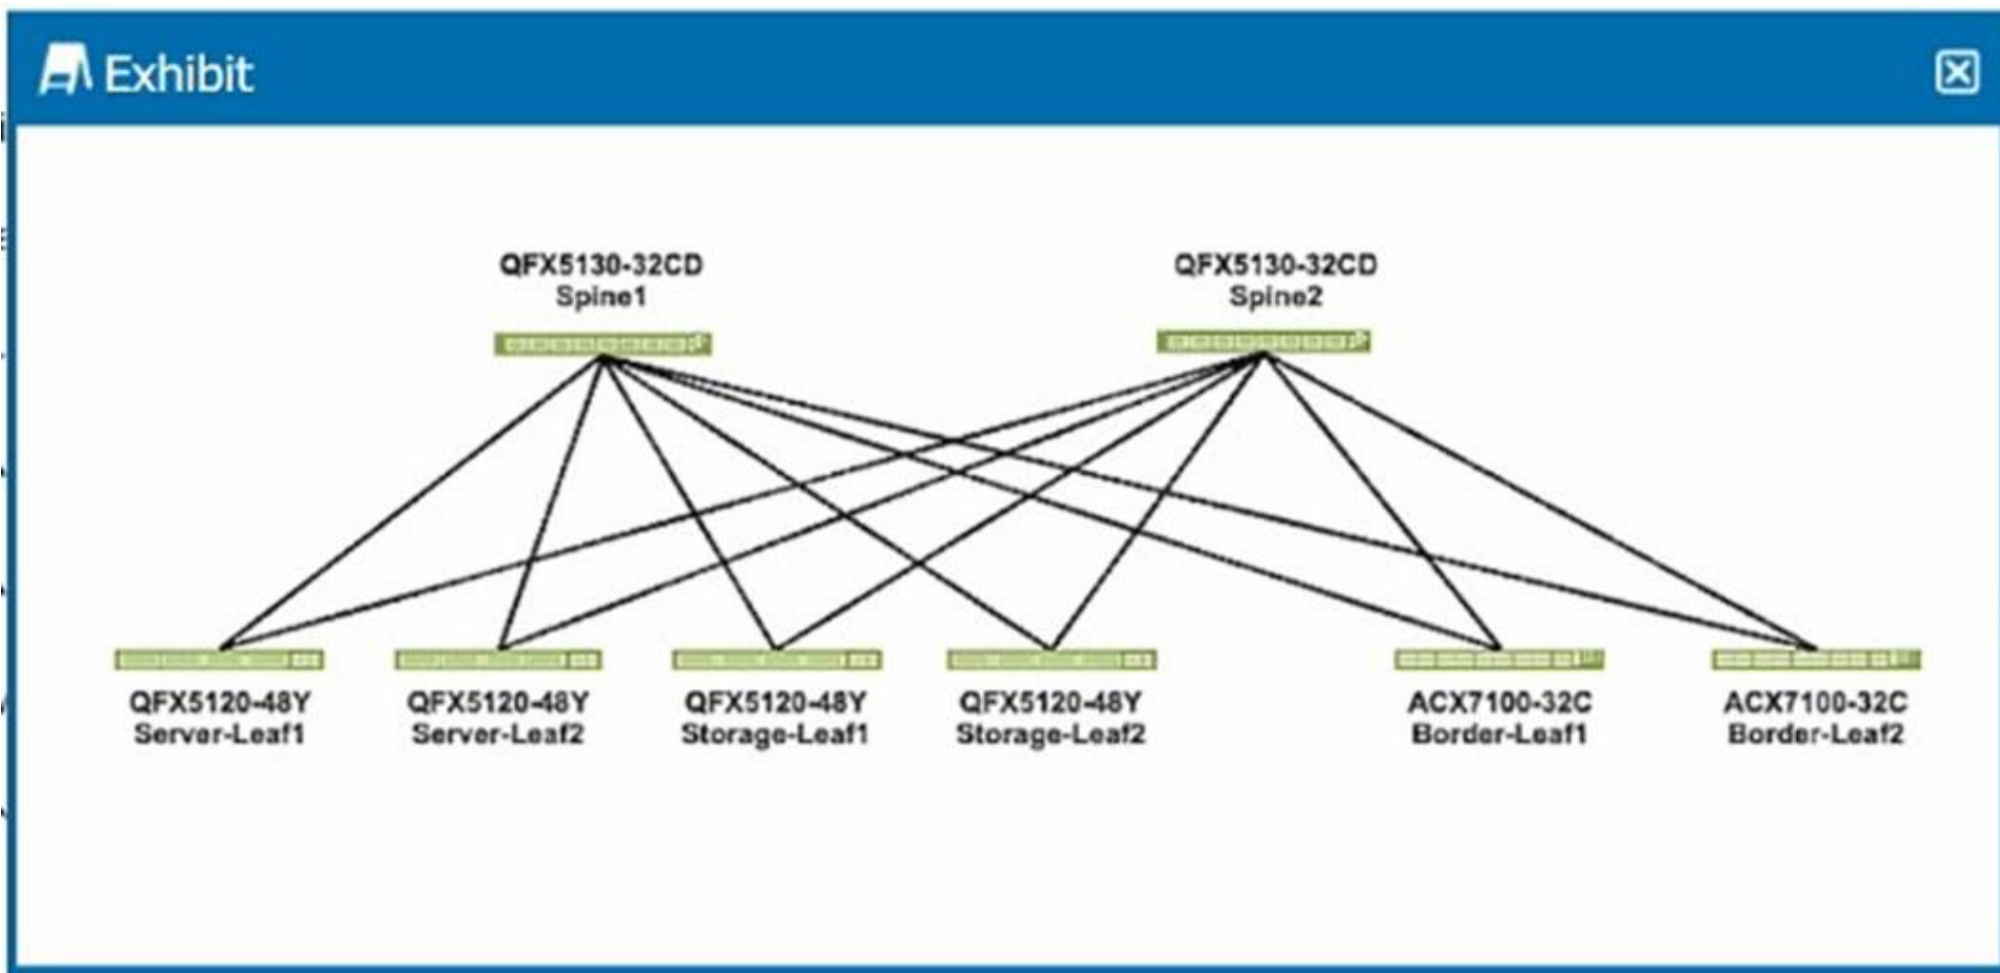 Exhibit
QFX5130-32CD
Spine1
QFX5130-32CD
Spine2
QFX5120-48Y
Server-Leaf1
QFX5120-48Y
Server-Leaf2
QFX5120-48Y
Storage-Leaf1
QFX5120-48Y
Storage-Leaf2
ACX7100-32C
Border-Leaf1
ACX7100-32C
Border-Leaf2